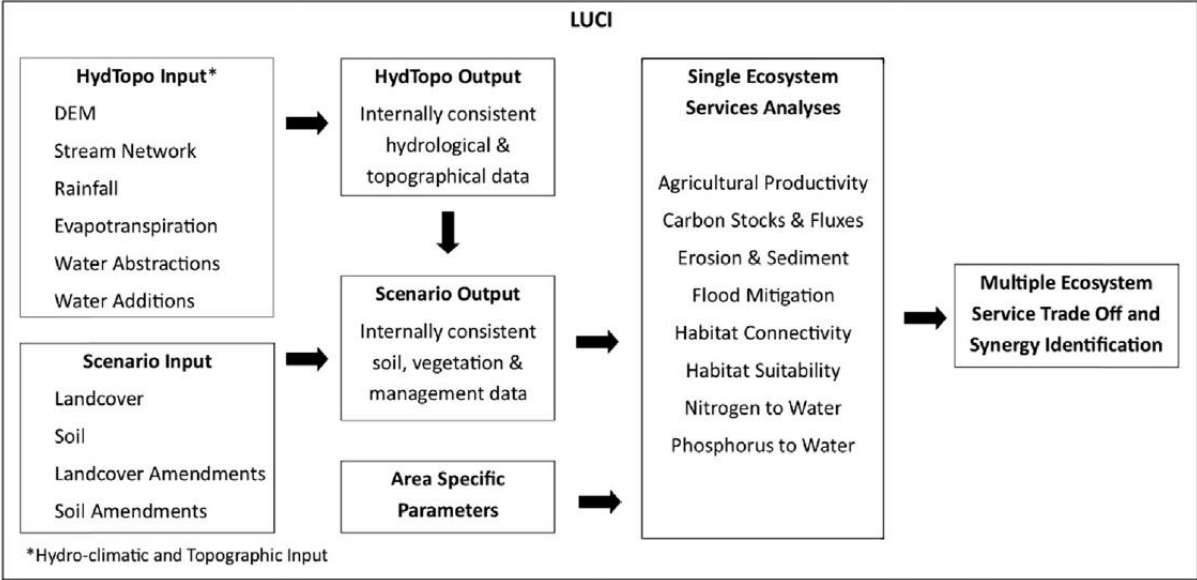 LUCI
HydTopo Input*
DEM
Stream Network
Rainfall
Evapotranspiration
Water Abstractions
Water Additions
Scenario Input
Landcover
Soil
Landcover Amendments
Soil Amendments
*Hydro-climatic and Topographic Input
HydTopo Output
Internally consistent
hydrological &
topographical data
Scenario Output
Internally consistent
soil, vegetation &
management data
Area Specific
Parameters
Single Ecosystem
Services Analyses
Agricultural Productivity
Carbon Stocks & Fluxes
Erosion & Sediment
Flood Mitigation
Habitat Connectivity
Habitat Suitability
Nitrogen to Water
Phosphorus to Water
Multiple Ecosystem
Service Trade Off and
Synergy Identification